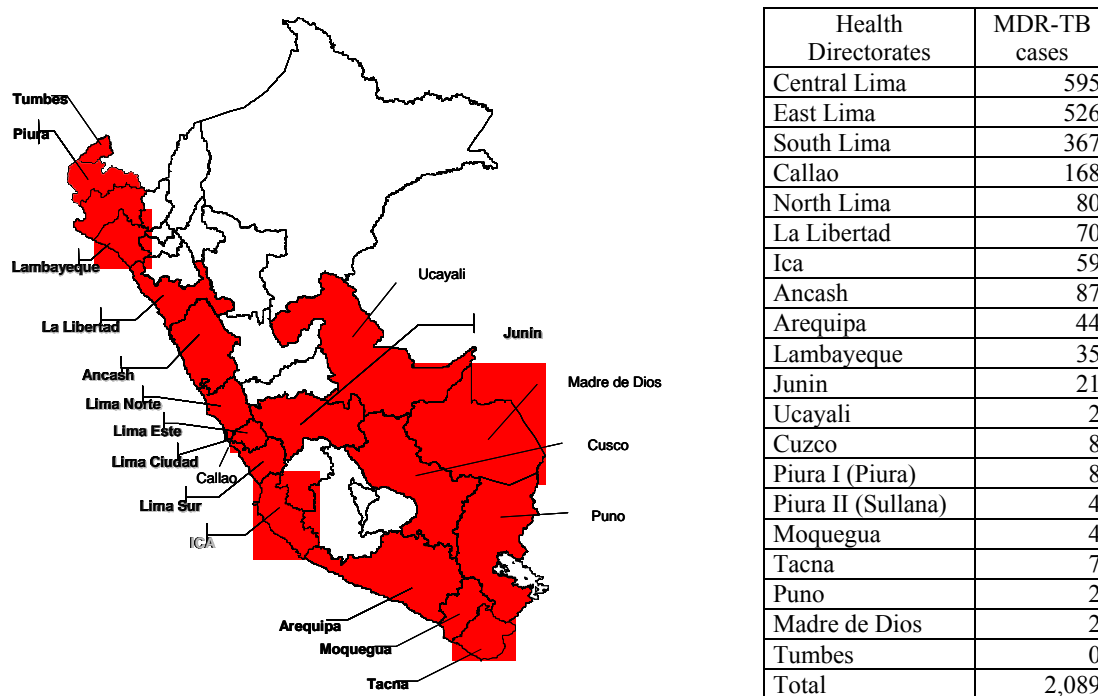 Tumbes
Piura
Lambayeque
La Libertad
Ancash
Lima Norte
Lima Este
Lima Ciudad
Callao
Lima Sur
ICA
Arequipa
Moquegua
Tacna
Ucayali
Junin
Madre de Dios
Cusco
Puno
Health Directorates MDR-TB cases
Central Lima 595
East Lima 526
South Lima 367
Callao 168
North Lima 80
La Libertad 70
Ica 59
Ancash 87
Arequipa 44
Lambayeque 35
Junin 21
Ucayali 2
Cuzco 8
Piura I (Piura) 8
Piura II (Sullana) 4
Moquegua 4
Tacna 7
Puno 2
Madre de Dios 2
Tumbes 0
Total 2,089